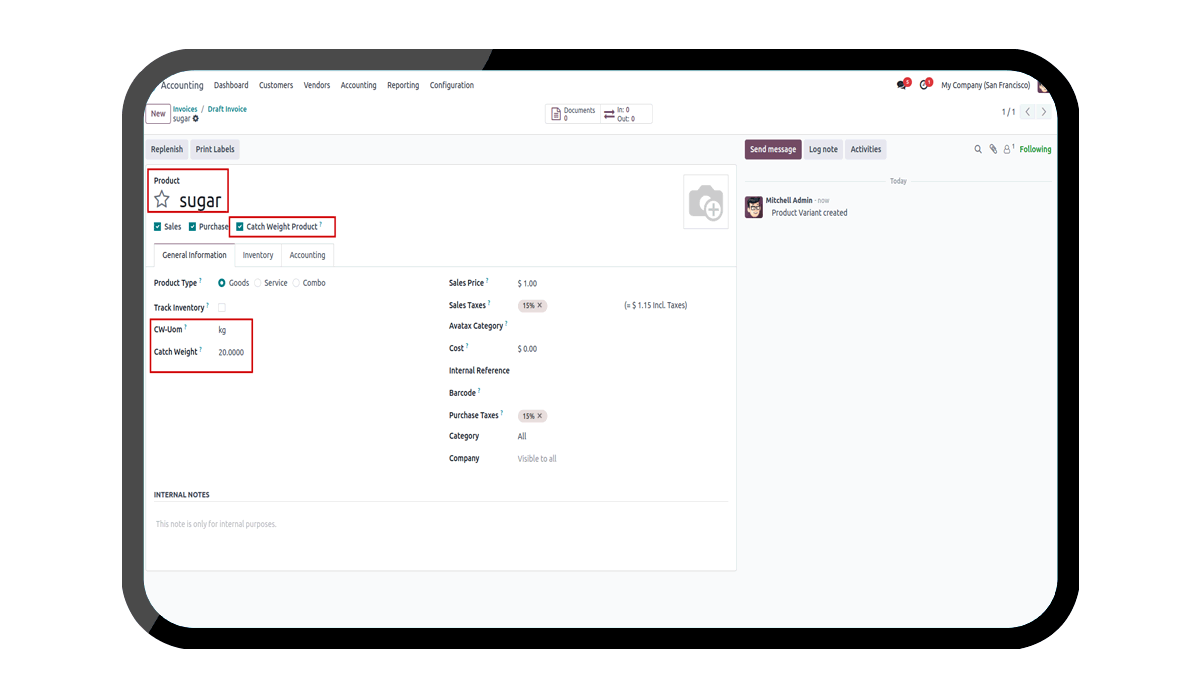 Accounting Dashboard Customers Vendors Accounting Reporting Configuration 5 1 My Company (San Francisco)
New Invoices / Draft Invoice
sugar
Documents 0
In: 0
Out: 0
1 / 1
Replenish Print Labels
Send message Log note Activities 1 Following
Product
sugar
Sales Purchase Catch Weight Product ?
General Information Inventory Accounting
Product Type ? Goods Service Combo
Track Inventory ?
CW-Uom ? kg
Catch Weight ? 20.0000
Sales Price ? $ 1.00
Sales Taxes ? 15% × (= $ 1.15 Incl. Taxes)
Avatax Category ?
Cost ? $ 0.00
Internal Reference
Barcode ?
Purchase Taxes ? 15% ×
Category All
Company Visible to all
INTERNAL NOTES
This note is only for internal purposes.
Today
Mitchell Admin - now
Product Variant created